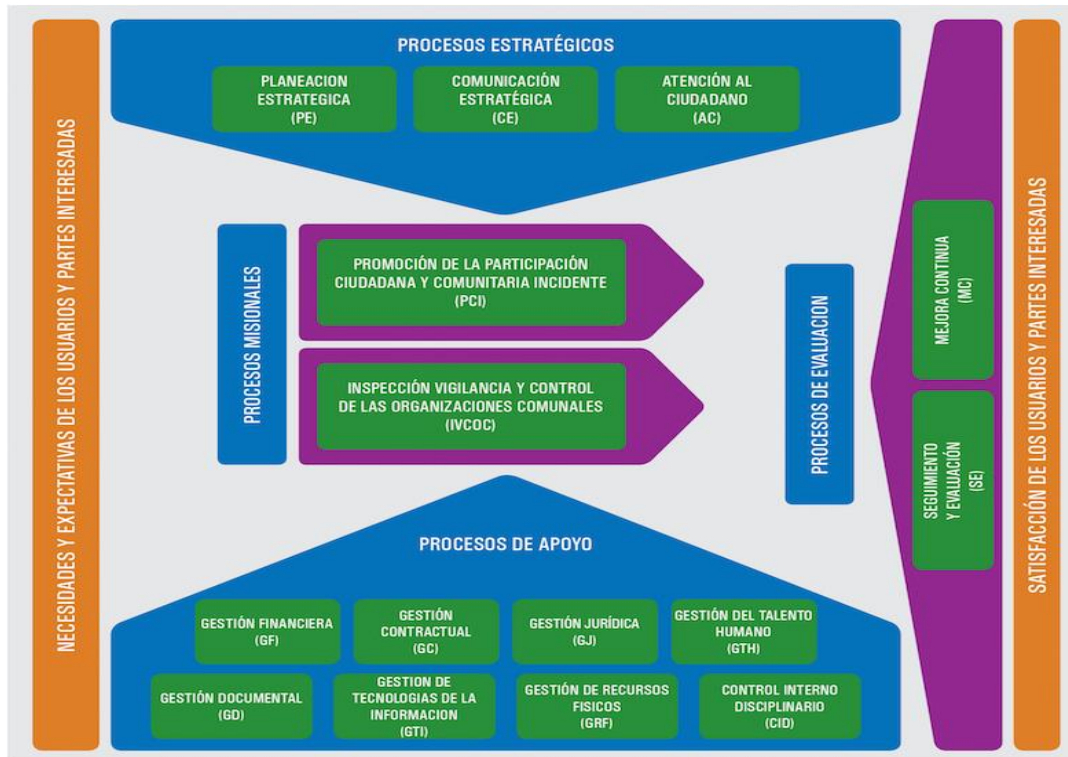 NECESIDADES Y EXPECTATIVAS DE LOS USUARIOS Y PARTES INTERESADAS
PROCESOS ESTRATÉGICOS
PLANEACION
ESTRATEGICA
(PE)
COMUNICACIÓN
ESTRATÉGICA
(CE)
ATENCIÓN AL
CIUDADANO
(AC)
PROCESOS MISIONALES
PROMOCIÓN DE LA PARTICIPACIÓN
CIUDADANA Y COMUNITARIA INCIDENTE
(PCI)
INSPECCIÓN VIGILANCIA Y CONTROL
DE LAS ORGANIZACIONES COMUNALES
(IVCOC)
PROCESOS DE EVALUACION
MEJORA CONTINUA
(MC)
SEGUIMIENTO
Y EVALUACIÓN
(SE)
PROCESOS DE APOYO
GESTIÓN FINANCIERA
(GF)
GESTIÓN
CONTRACTUAL
(GC)
GESTIÓN JURÍDICA
(GJ)
GESTIÓN DEL TALENTO
HUMANO
(GTH)
GESTIÓN DOCUMENTAL
(GD)
GESTION DE
TECNOLOGIAS DE LA
INFORMACION
(GTI)
GESTIÓN DE RECURSOS
FISICOS
(GRF)
CONTROL INTERNO
DISCIPLINARIO
(CID)
SATISFACCIÓN DE LOS USUARIOS Y PARTES INTERESADAS